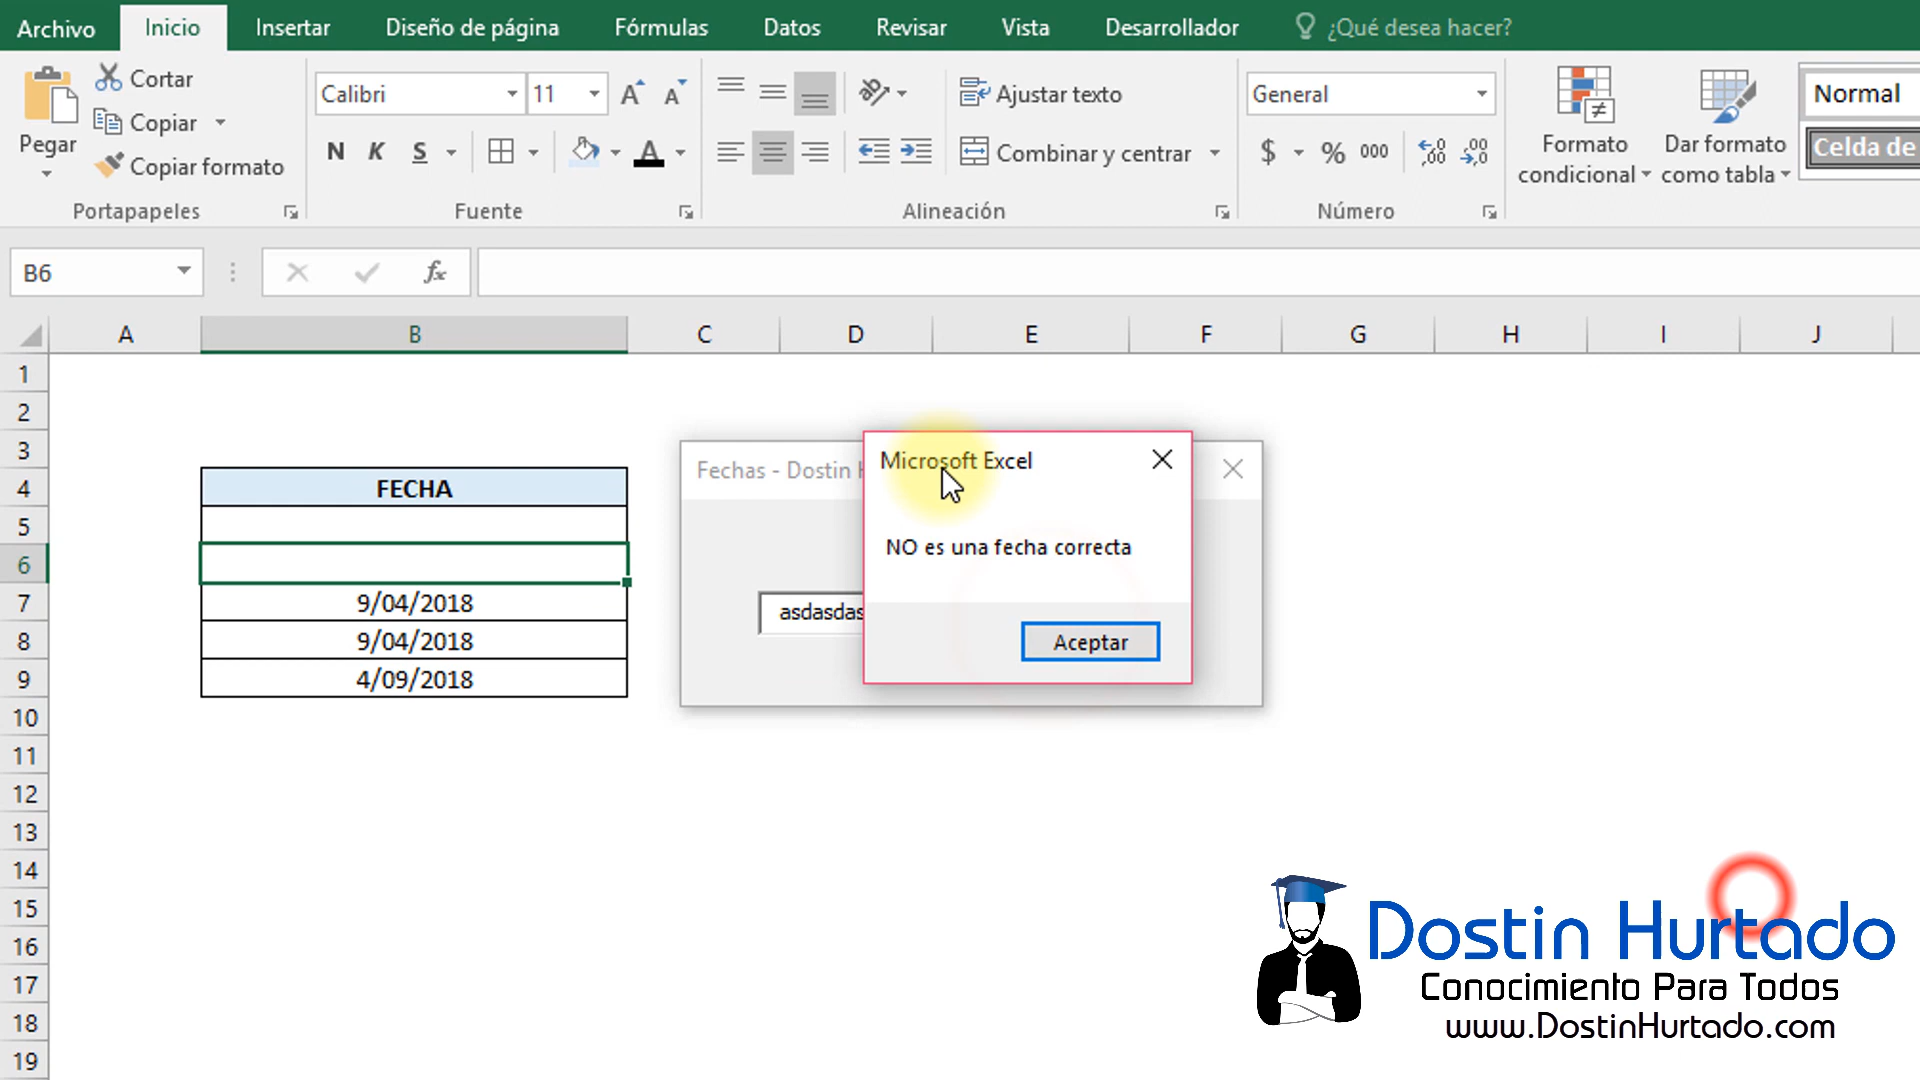 Archivo Inicio Insertar Diseño de página Fórmulas Datos Revisar Vista Desarrollador ¿Qué desea hacer?
Pegar
Cortar
Copiar
Copiar formato
Portapapeles
Calibri 11
N K S
Fuente
Ajustar texto
Combinar y centrar
Alineación
General
$ % 000
Número
Formato condicional
Dar formato como tabla
Normal
Celda de
B6 fx
A B C D E F G H I J
1
2
3
4 FECHA
5
6
7 9/04/2018
8 9/04/2018
9 4/09/2018
10
11
12
13
14
15
16
17
18
19
Fechas - Dostin
asdasdas
Microsoft Excel
NO es una fecha correcta
Aceptar
Dostin Hurtado
Conocimiento Para Todos
www.DostinHurtado.com